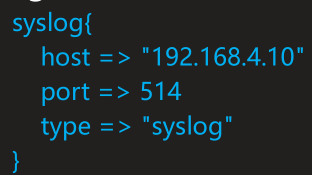 syslog{
host => "192.168.4.10"
port => 514
type => "syslog"
}